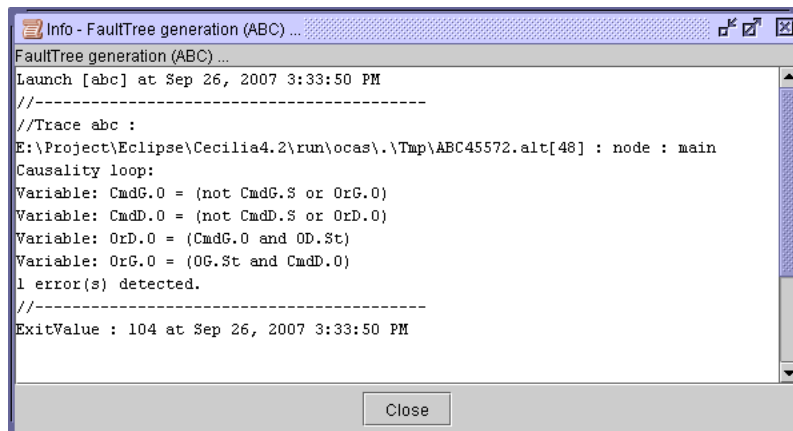 Info - FaultTree generation (ABC) ...
FaultTree generation (ABC) ...
Launch [abc] at Sep 26, 2007 3:33:50 PM
//------------------------------------------
//Trace abc :
E:\Project\Eclipse\Cecilia4.2\run\ocas\.\Tmp\ABC45572.alt[48] : node : main
Causality loop:
Variable: CmdG.O = (not CmdG.S or OrG.O)
Variable: CmdD.O = (not CmdD.S or OrD.O)
Variable: OrD.O = (CmdG.O and OD.St)
Variable: OrG.O = (OG.St and CmdD.O)
1 error(s) detected.
//------------------------------------------
ExitValue : 104 at Sep 26, 2007 3:33:50 PM
Close